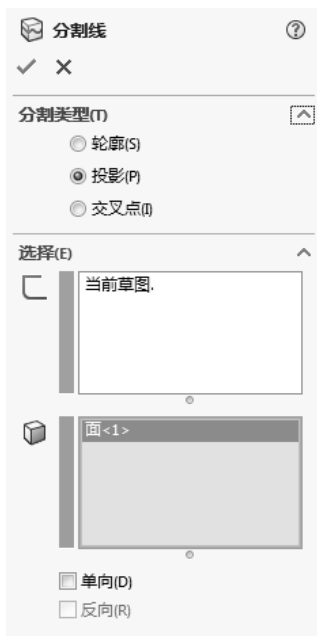 分割线
分割类型(T)
轮廓(S)
投影(P)
交叉点(I)
选择(E)
当前草图.
面<1>
单向(D)
反向(R)